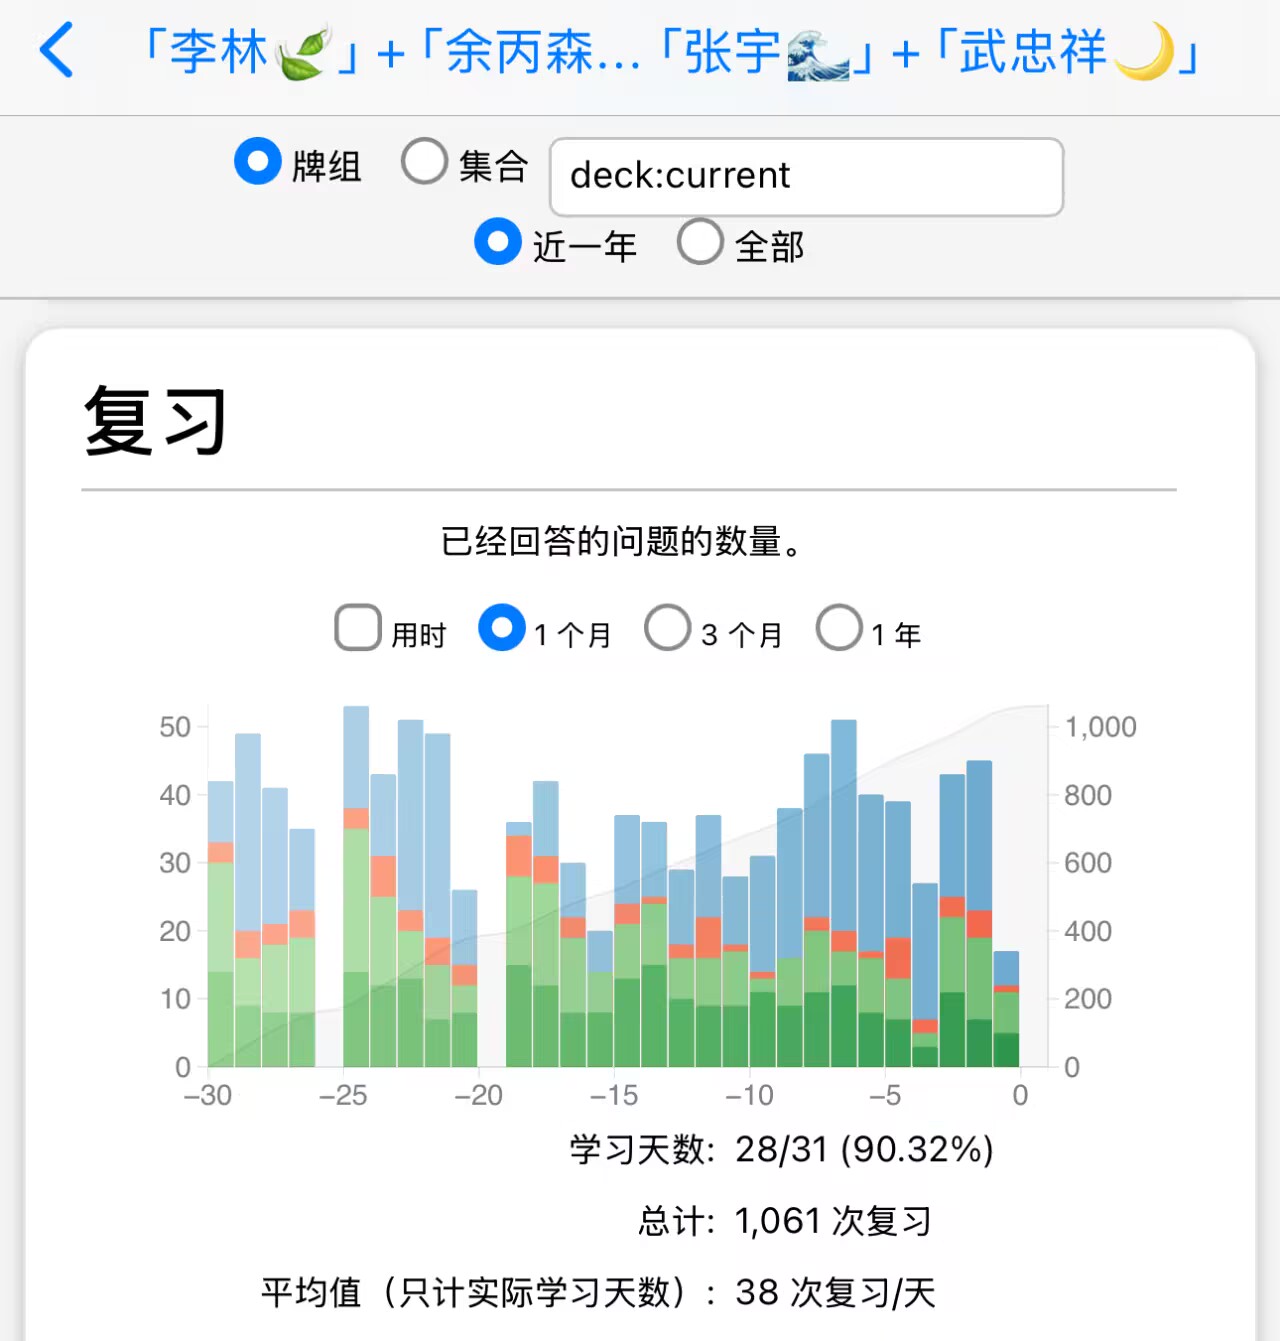 「李林🍃」+「余丙森… 「张宇🌊」+「武忠祥🌙」
牌组 集合 deck:current
近一年 全部
复习
已经回答的问题的数量。
用时 1 个月 3 个月 1 年
50 1,000
40 800
30 600
20 400
10 200
0 0
−30 −25 −20 −15 −10 −5 0
学习天数: 28/31 (90.32%)
总计: 1,061 次复习
平均值（只计实际学习天数）: 38 次复习/天